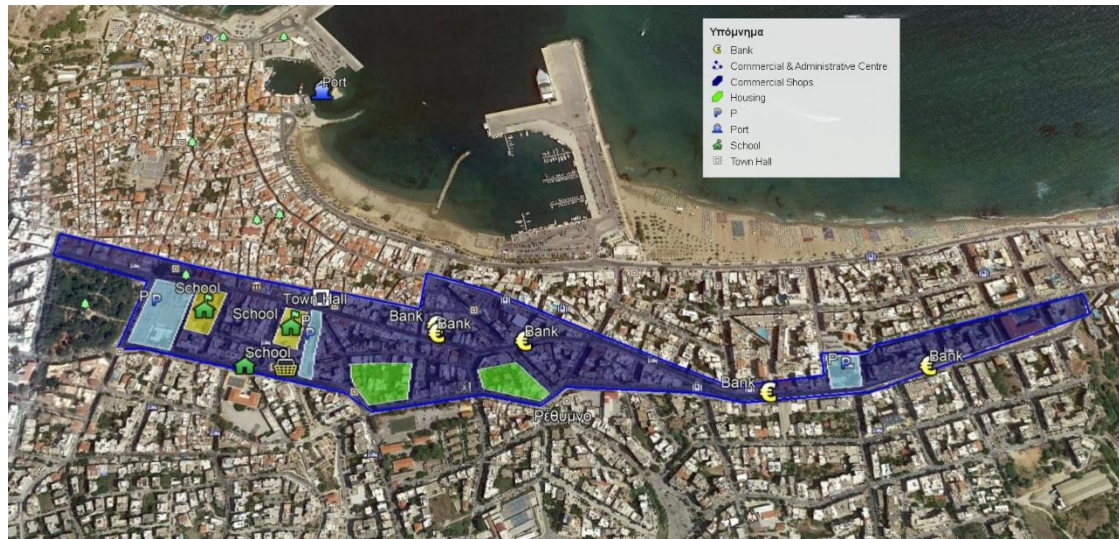 Υπόμνημα
Bank
Commercial & Administrative Centre
Commercial Shops
Housing
P
Port
School
Town Hall
Port
P
P
School
Town Hall
School
P
P
School
Bank
Bank
Bank
Bank
P
P
Bank
Ρέθυμνο